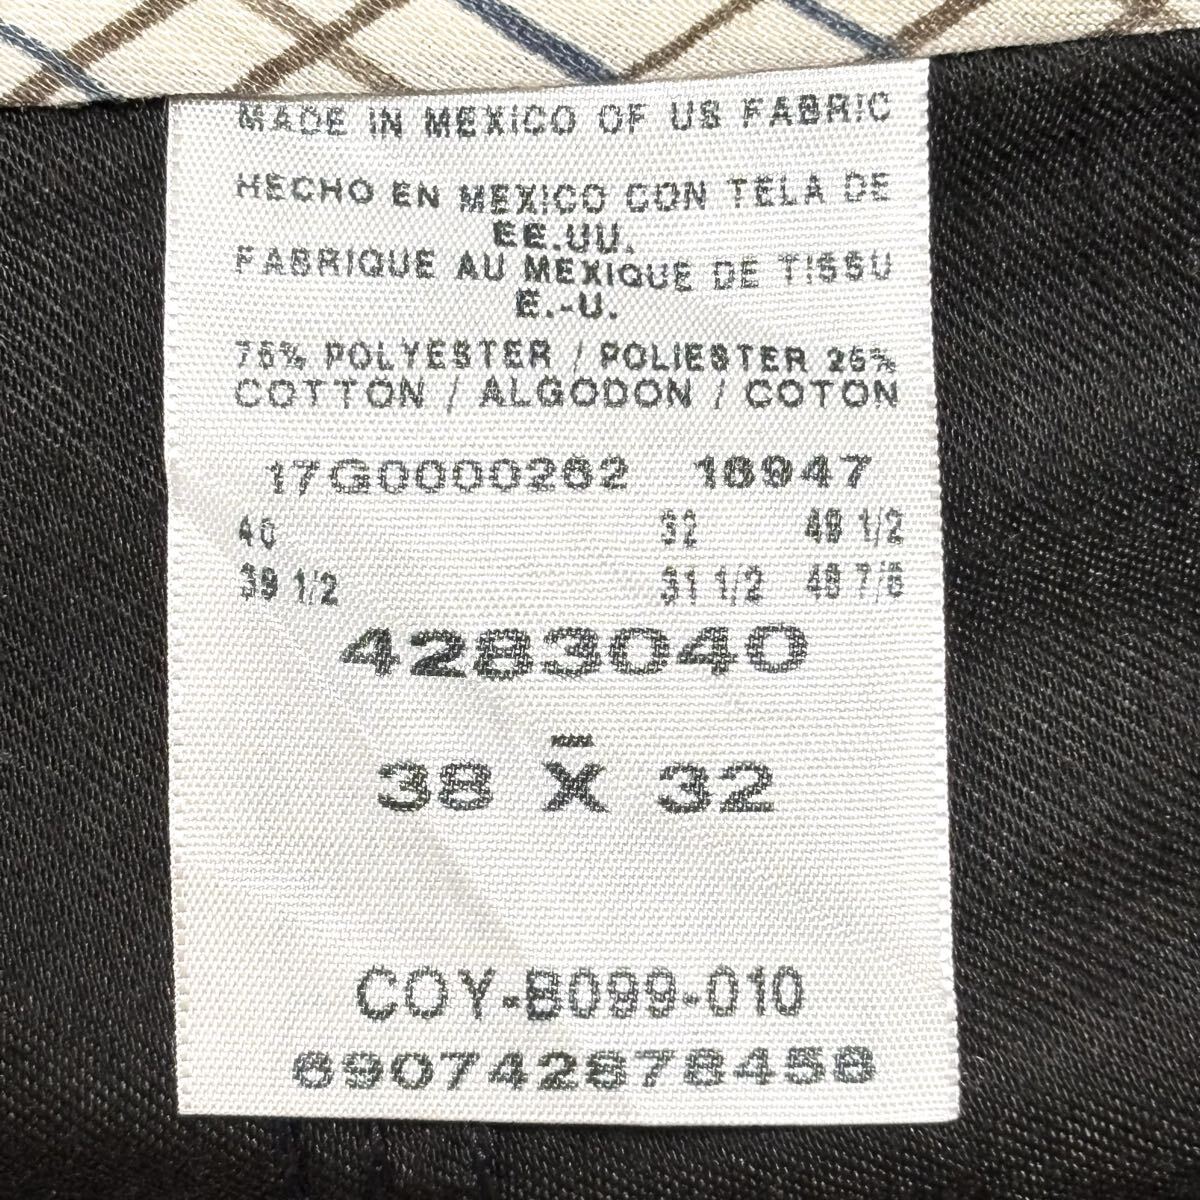 MADE IN MEXICO OF US FABRIC
HECHO EN MEXICO CON TELA DE
EE.UU.
FABRIQUE AU MEXIQUE DE TISSU
E.-U.
75% POLYESTER / POLIESTER 25%
COTTON / ALGODON / COTON
17G0000262 16947
40 32 49 1/2
39 1/2 31 1/2 48 7/8
4283040
38 X 32
COY-B099-010
690742878458